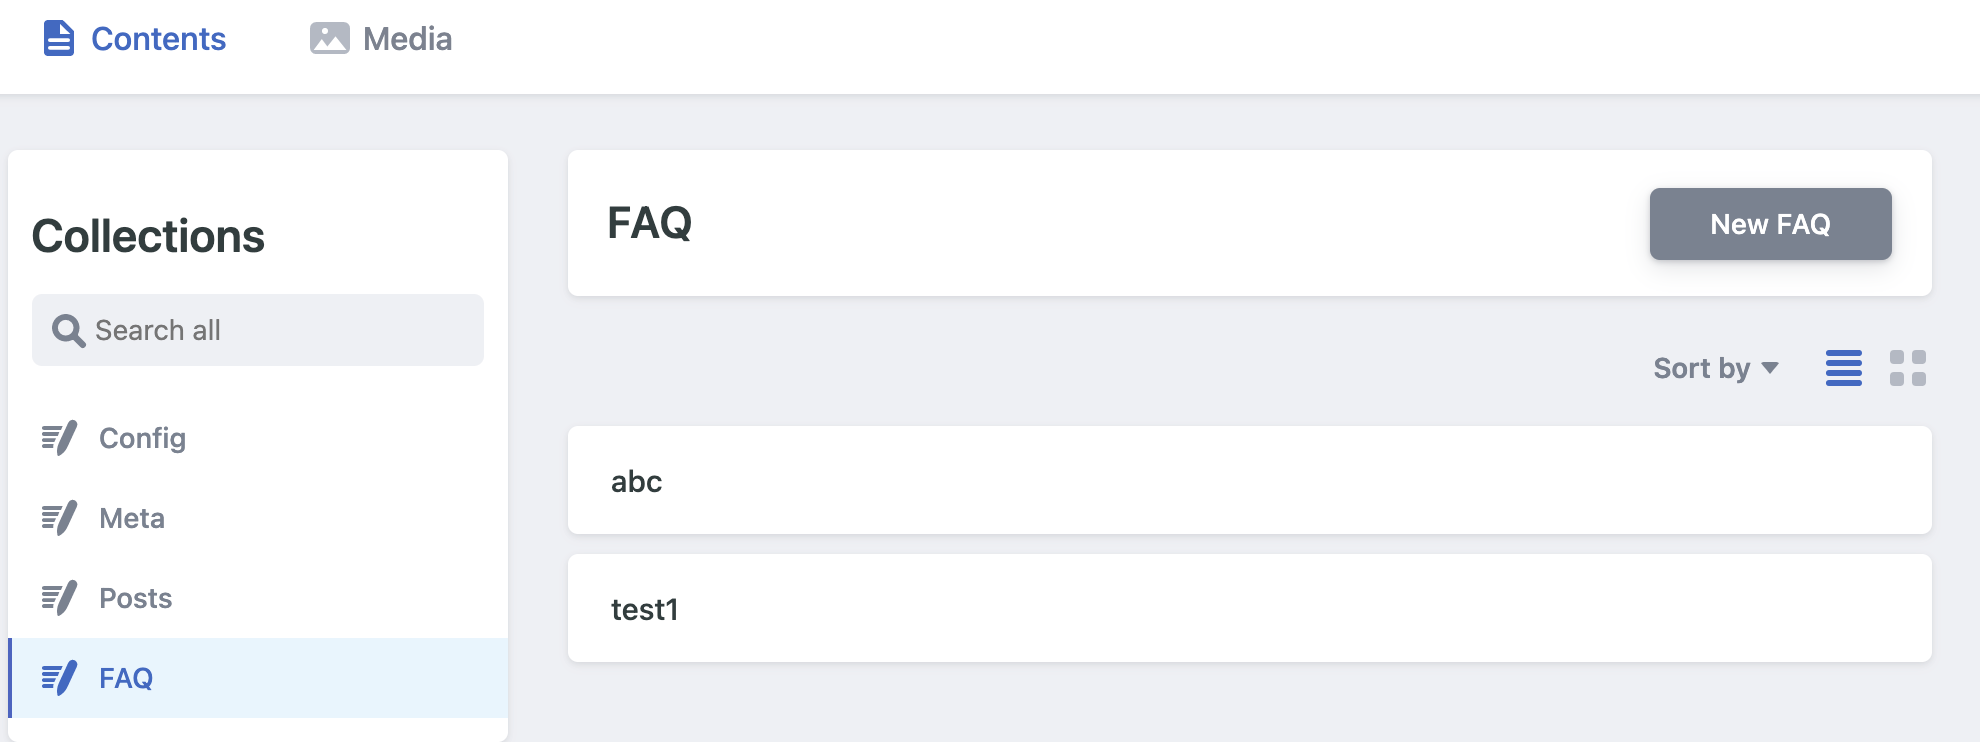 Contents
Media
Collections
Search all
Config
Meta
Posts
FAQ
FAQ
New FAQ
Sort by
abc
test1